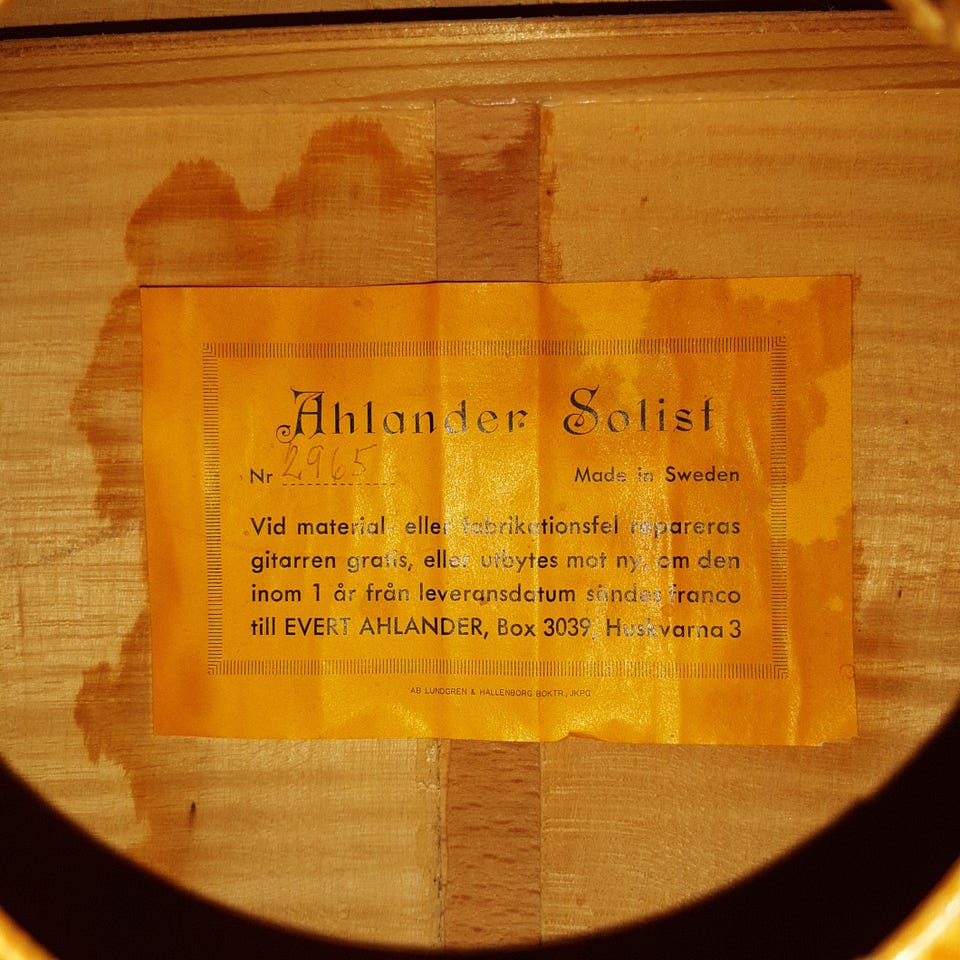 Ahlander Solist
Nr 2965 Made in Sweden
Vid material- eller fabrikationsfel repareras
gitarren gratis, eller utbytes mot ny, om den
inom 1 år från leveransdatum sändes franco
till EVERT AHLANDER, Box 3039, Huskvarna 3
AB LUNDGREN & HALLENBORG BOKTR., JKPG